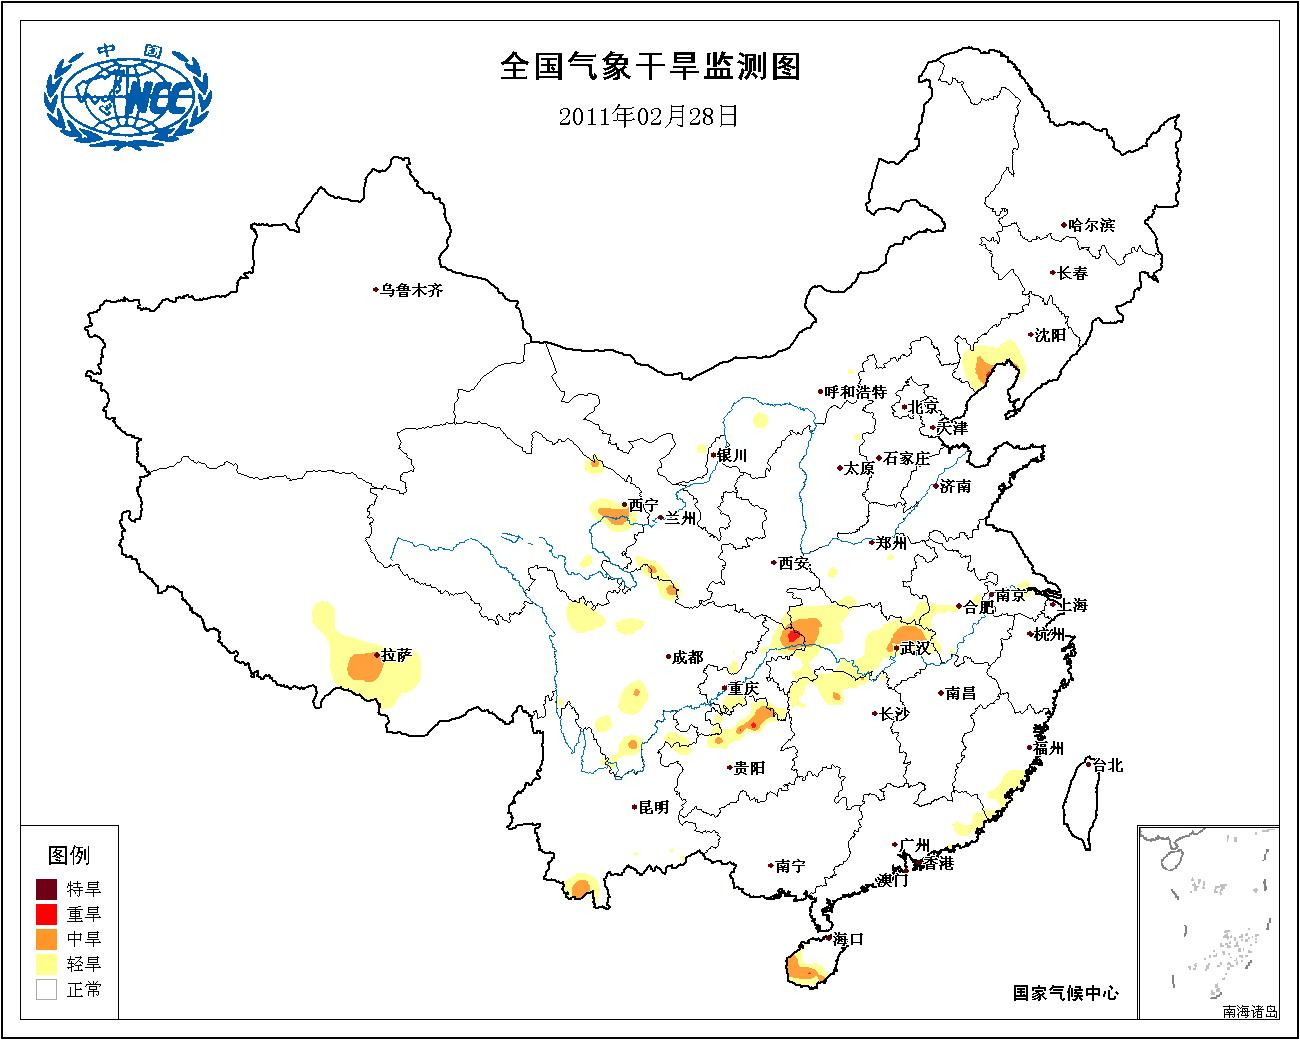 中国
NCC
全国气象干旱监测图
2011年02月28日
哈尔滨
长春
乌鲁木齐
沈阳
呼和浩特
北京
天津
银川
石家庄
太原
济南
西宁
兰州
郑州
西安
南京
合肥
上海
拉萨
杭州
武汉
成都
重庆
南昌
长沙
福州
贵阳
台北
昆明
广州
香港
南宁
澳门
海口
图例
特旱
重旱
中旱
轻旱
正常
国家气候中心
南海诸岛